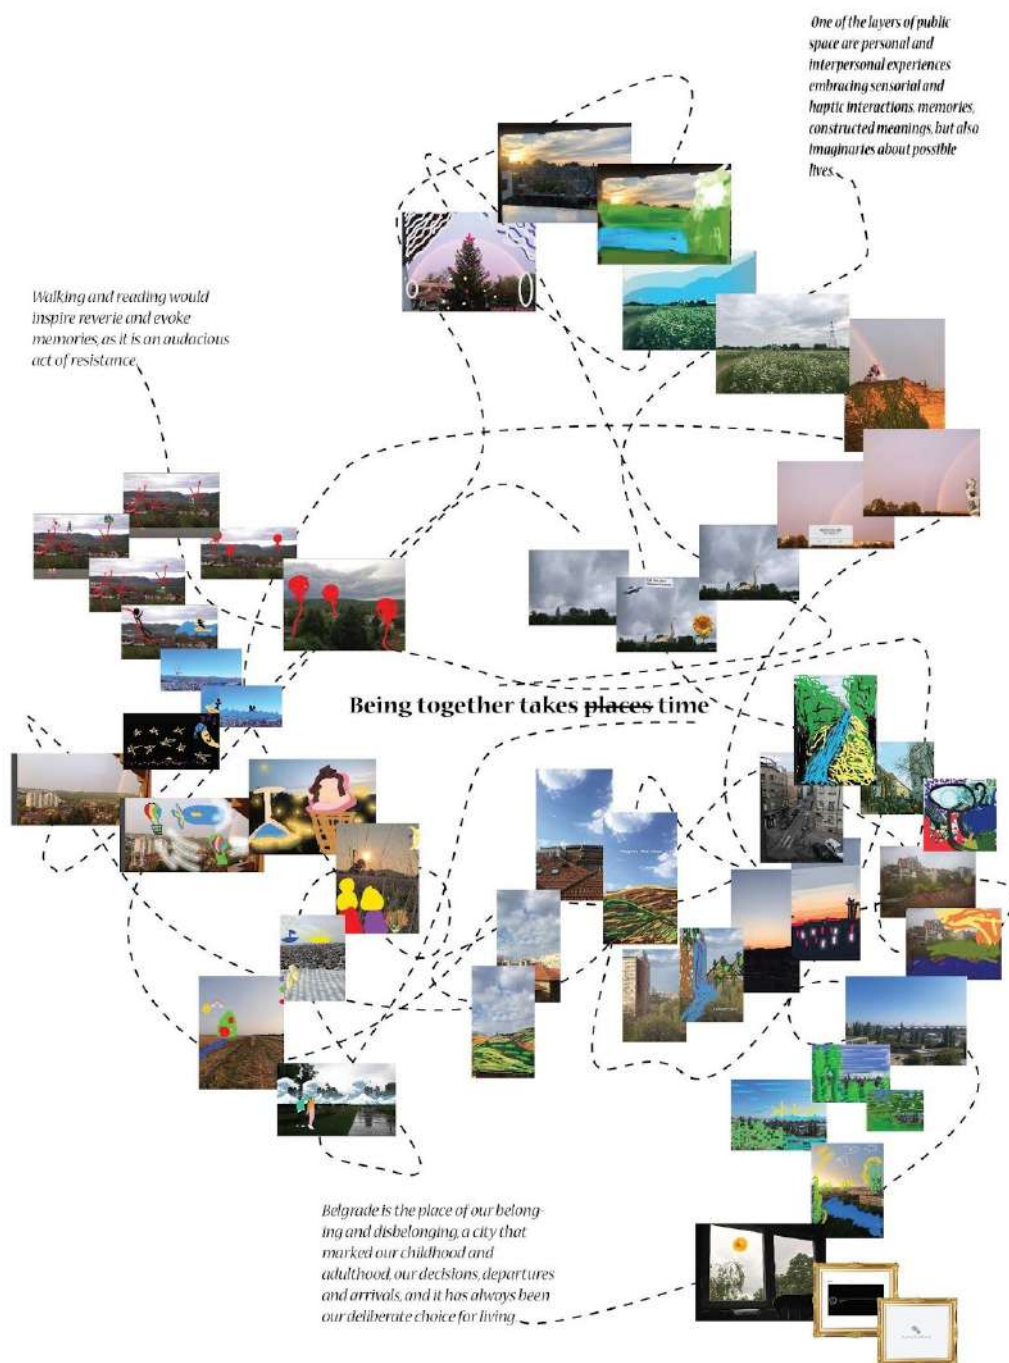 One of the layers of public
space are personal and
interpersonal experiences
embracing sensorial and
haptic interactions, memories,
constructed meanings, but also
imaginaries about possible
lives.
Walking and reading would
inspire reverie and evoke
memories, as it is an audacious
act of resistance.
Being together takes places time
Belgrade is the place of our belong-
ing and disbelonging, a city that
marked our childhood and
adulthood, our decisions, departures
and arrivals, and it has always been
our deliberate choice for living